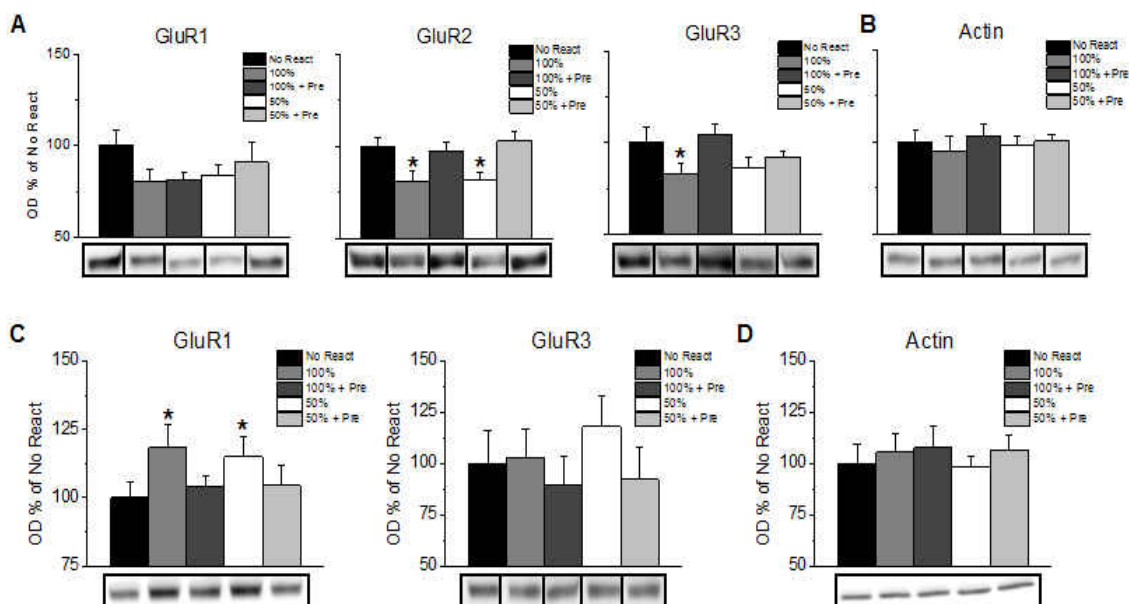 A
GluR1
OD % of No React
150
100
50
No React
100%
100% + Pre
50%
50% + Pre
GluR2
No React
100%
100% + Pre
50%
50% + Pre
*
*
GluR3
No React
100%
100% + Pre
50%
50% + Pre
*
B
Actin
No React
100%
100% + Pre
50%
50% + Pre
C
GluR1
OD % of No React
150
125
100
75
No React
100%
100% + Pre
50%
50% + Pre
*
*
GluR3
OD % of No React
150
125
100
75
50
No React
100%
100% + Pre
50%
50% + Pre
D
Actin
OD % of No React
150
125
100
75
50
No React
100%
100% + Pre
50%
50% + Pre